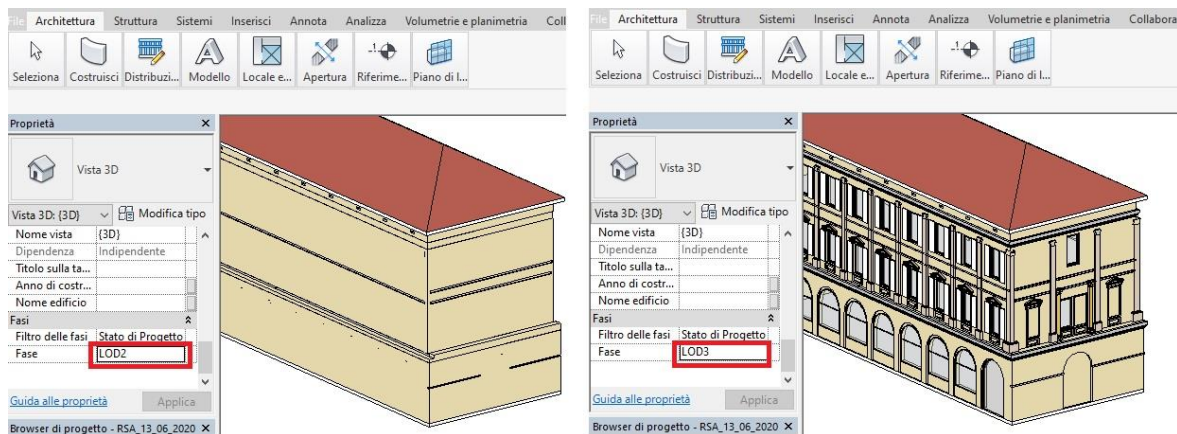 File Architettura Struttura Sistemi Inserisci Annota Analizza Volumetrie e planimetria Coll
Seleziona Costruisci Distribuzi... Modello Locale e... Apertura Riferime... Piano di l...
Proprietà
Vista 3D
Vista 3D: {3D} Modifica tipo
Nome vista {3D}
Dipendenza Indipendente
Titolo sulla ta...
Anno di costr...
Nome edificio
Fasi
Filtro delle fasi Stato di Progetto
Fase LOD2
Guida alle proprietà Applica
Browser di progetto - RSA_13_06_2020
File Architettura Struttura Sistemi Inserisci Annota Analizza Volumetrie e planimetria Collabora
Seleziona Costruisci Distribuzi... Modello Locale e... Apertura Riferime... Piano di l...
Proprietà
Vista 3D
Vista 3D: {3D} Modifica tipo
Nome vista {3D}
Dipendenza Indipendente
Titolo sulla ta...
Anno di costr...
Nome edificio
Fasi
Filtro delle fasi Stato di Progetto
Fase LOD3
Guida alle proprietà Applica
Browser di progetto - RSA_13_06_2020